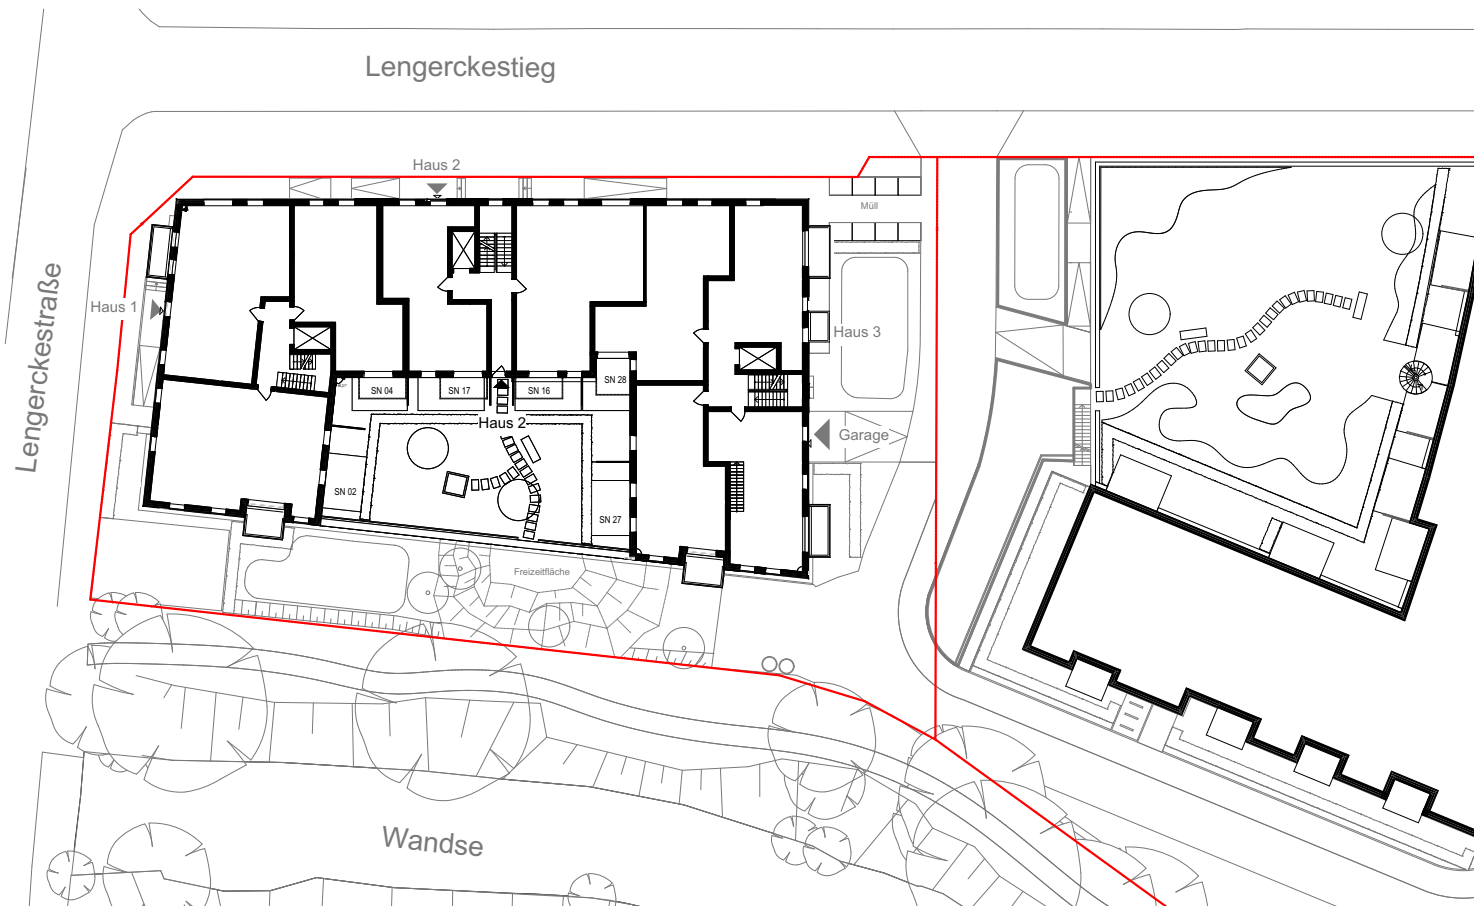 Lengerckestieg
Haus 2
Müll
Lengerckestraße
Haus 1
Haus 3
SN 04
SN 17
SN 16
SN 28
Haus 2
Garage
SN 02
SN 27
Freizeitfläche
Wandse